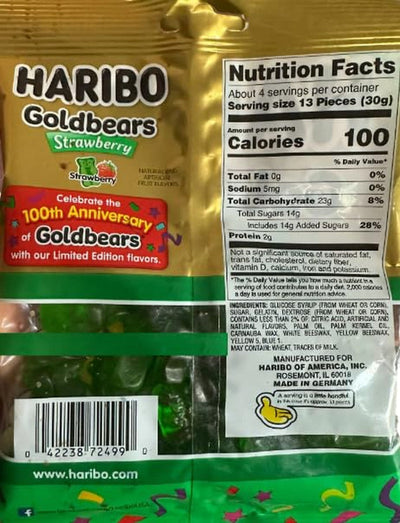 HARIBO
Goldbears
Strawberry
Strawberry
NATURAL AND
ARTIFICIAL
FRUIT FLAVORS
Celebrate the
100th Anniversary
of Goldbears
with our Limited Edition flavors.
Nutrition Facts
About 4 servings per container
Serving size 13 Pieces (30g)
Amount per serving
Calories 100
% Daily Value*
Total Fat 0g 0%
Sodium 5mg 0%
Total Carbohydrate 23g 8%
Total Sugars 14g
Includes 14g Added Sugars 28%
Protein 2g
Not a significant source of saturated fat,
trans fat, cholesterol, dietary fiber,
vitamin D, calcium, iron and potassium.
*The % Daily Value tells you how much a nutrient in a
serving of food contributes to a daily diet. 2,000 calories
a day is used for general nutrition advice.
INGREDIENTS: GLUCOSE SYRUP (FROM WHEAT OR CORN),
SUGAR, GELATIN, DEXTROSE (FROM WHEAT OR CORN),
CONTAINS LESS THAN 2% OF: CITRIC ACID, ARTIFICIAL AND
NATURAL FLAVORS, PALM OIL, PALM KERNEL OIL,
CARNAUBA WAX, WHITE BEESWAX, YELLOW BEESWAX,
YELLOW 5, BLUE 1.
MAY CONTAIN: WHEAT, TRACES OF MILK.
MANUFACTURED FOR
HARIBO OF AMERICA, INC.
ROSEMONT, IL 60018
MADE IN GERMANY
A serving is a little handful
0 42238 72499 0
www.haribo.com